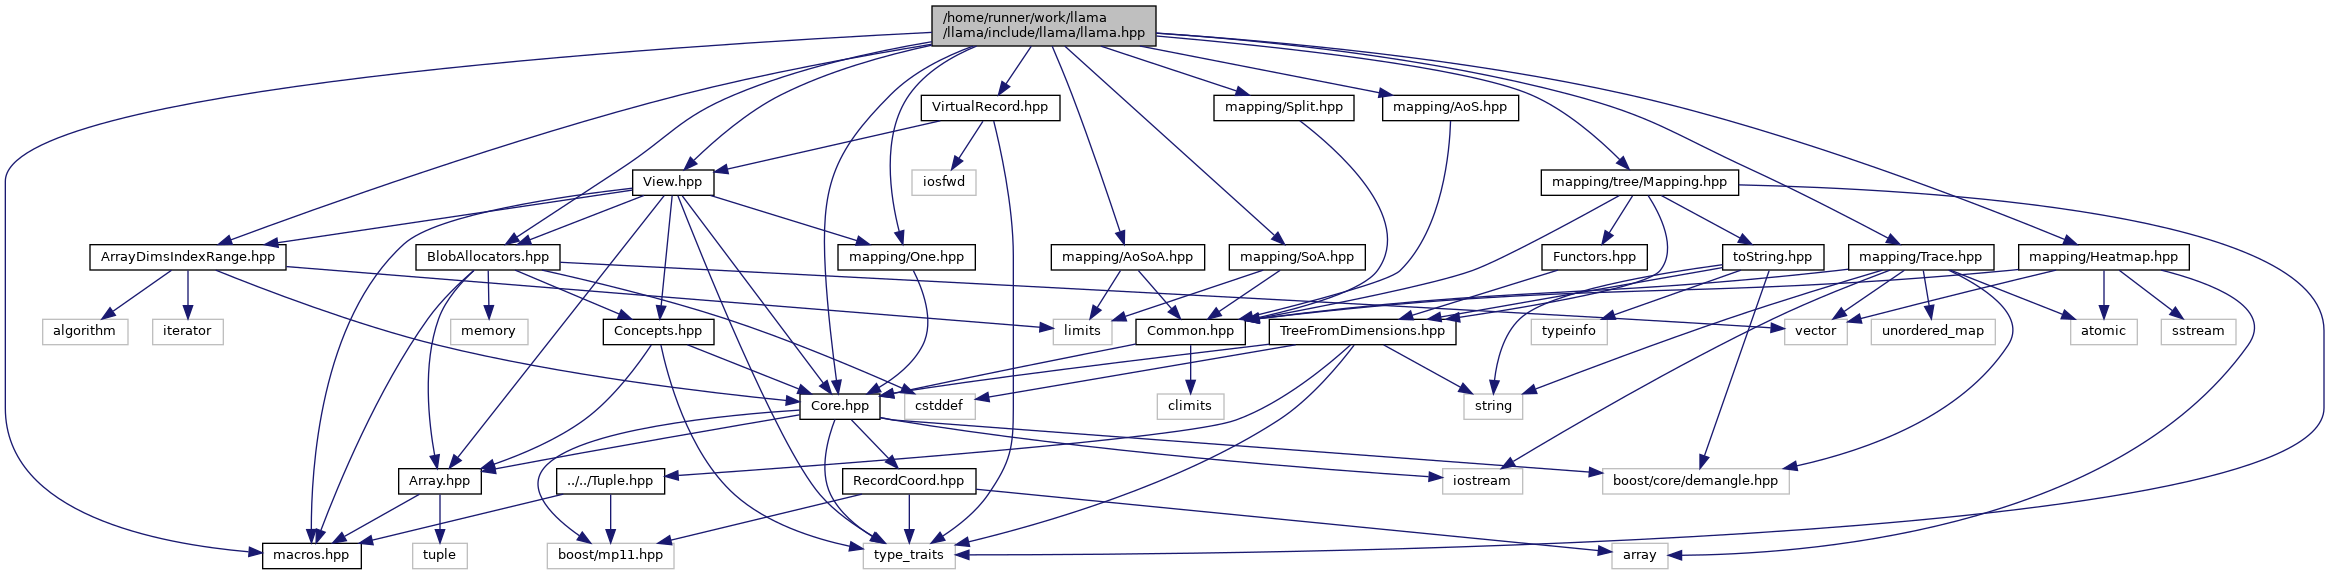 /home/runner/work/llama
/llama/include/llama/llama.hpp
VirtualRecord.hpp
mapping/Split.hpp
mapping/AoS.hpp
View.hpp
iosfwd
mapping/tree/Mapping.hpp
ArrayDimsIndexRange.hpp
BlobAllocators.hpp
mapping/One.hpp
mapping/AoSoA.hpp
mapping/SoA.hpp
Functors.hpp
toString.hpp
mapping/Trace.hpp
mapping/Heatmap.hpp
algorithm
iterator
memory
Concepts.hpp
limits
Common.hpp
TreeFromDimensions.hpp
typeinfo
vector
unordered_map
atomic
sstream
Core.hpp
cstddef
climits
string
Array.hpp
../../Tuple.hpp
RecordCoord.hpp
iostream
boost/core/demangle.hpp
macros.hpp
tuple
boost/mp11.hpp
type_traits
array